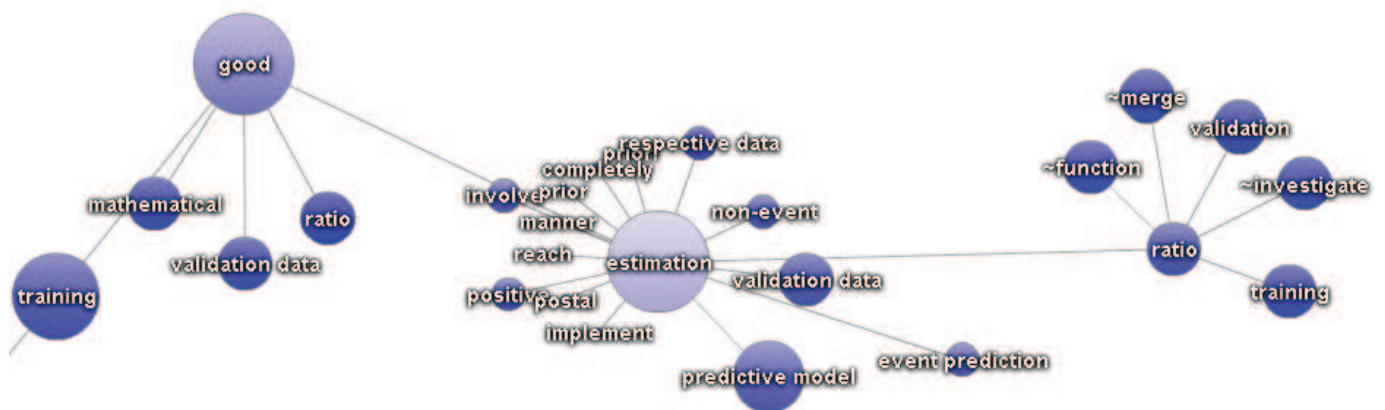 good
~merge
validation
respective data
priori
completely
~function
~investigate
involve
prior
mathematical
non-event
ratio
manner
ratio
reach
estimation
validation data
validation data
training
positive
postal
training
implement
event prediction
predictive model